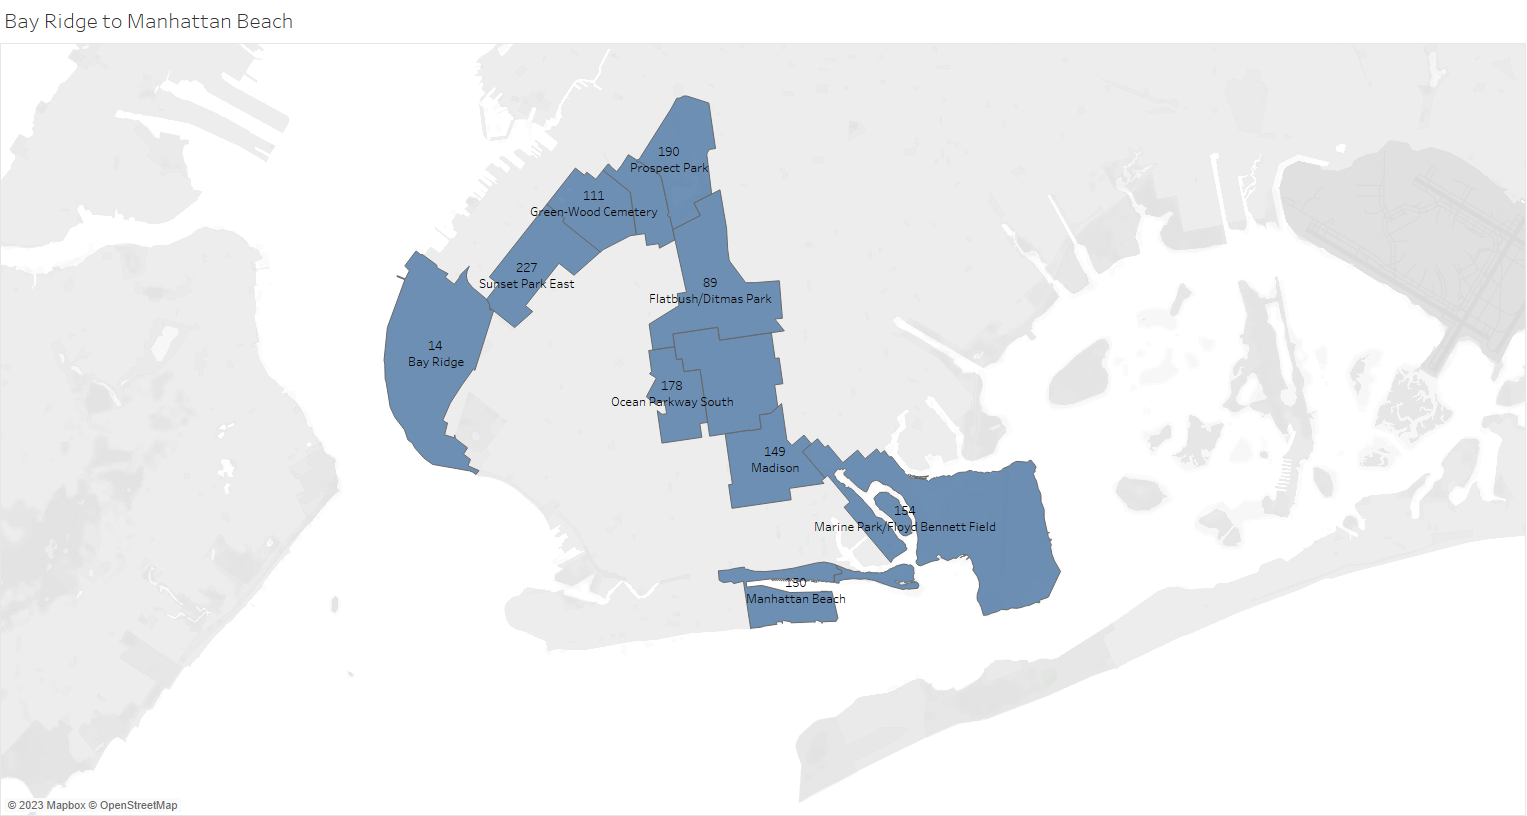 Bay Ridge to Manhattan Beach
190
Prospect Park
111
Green-Wood Cemetery
227
Sunset Park East
89
Flatbush/Ditmas Park
14
Bay Ridge
178
Ocean Parkway South
149
Madison
154
Marine Park/Floyd Bennett Field
130
Manhattan Beach
© 2023 Mapbox © OpenStreetMap